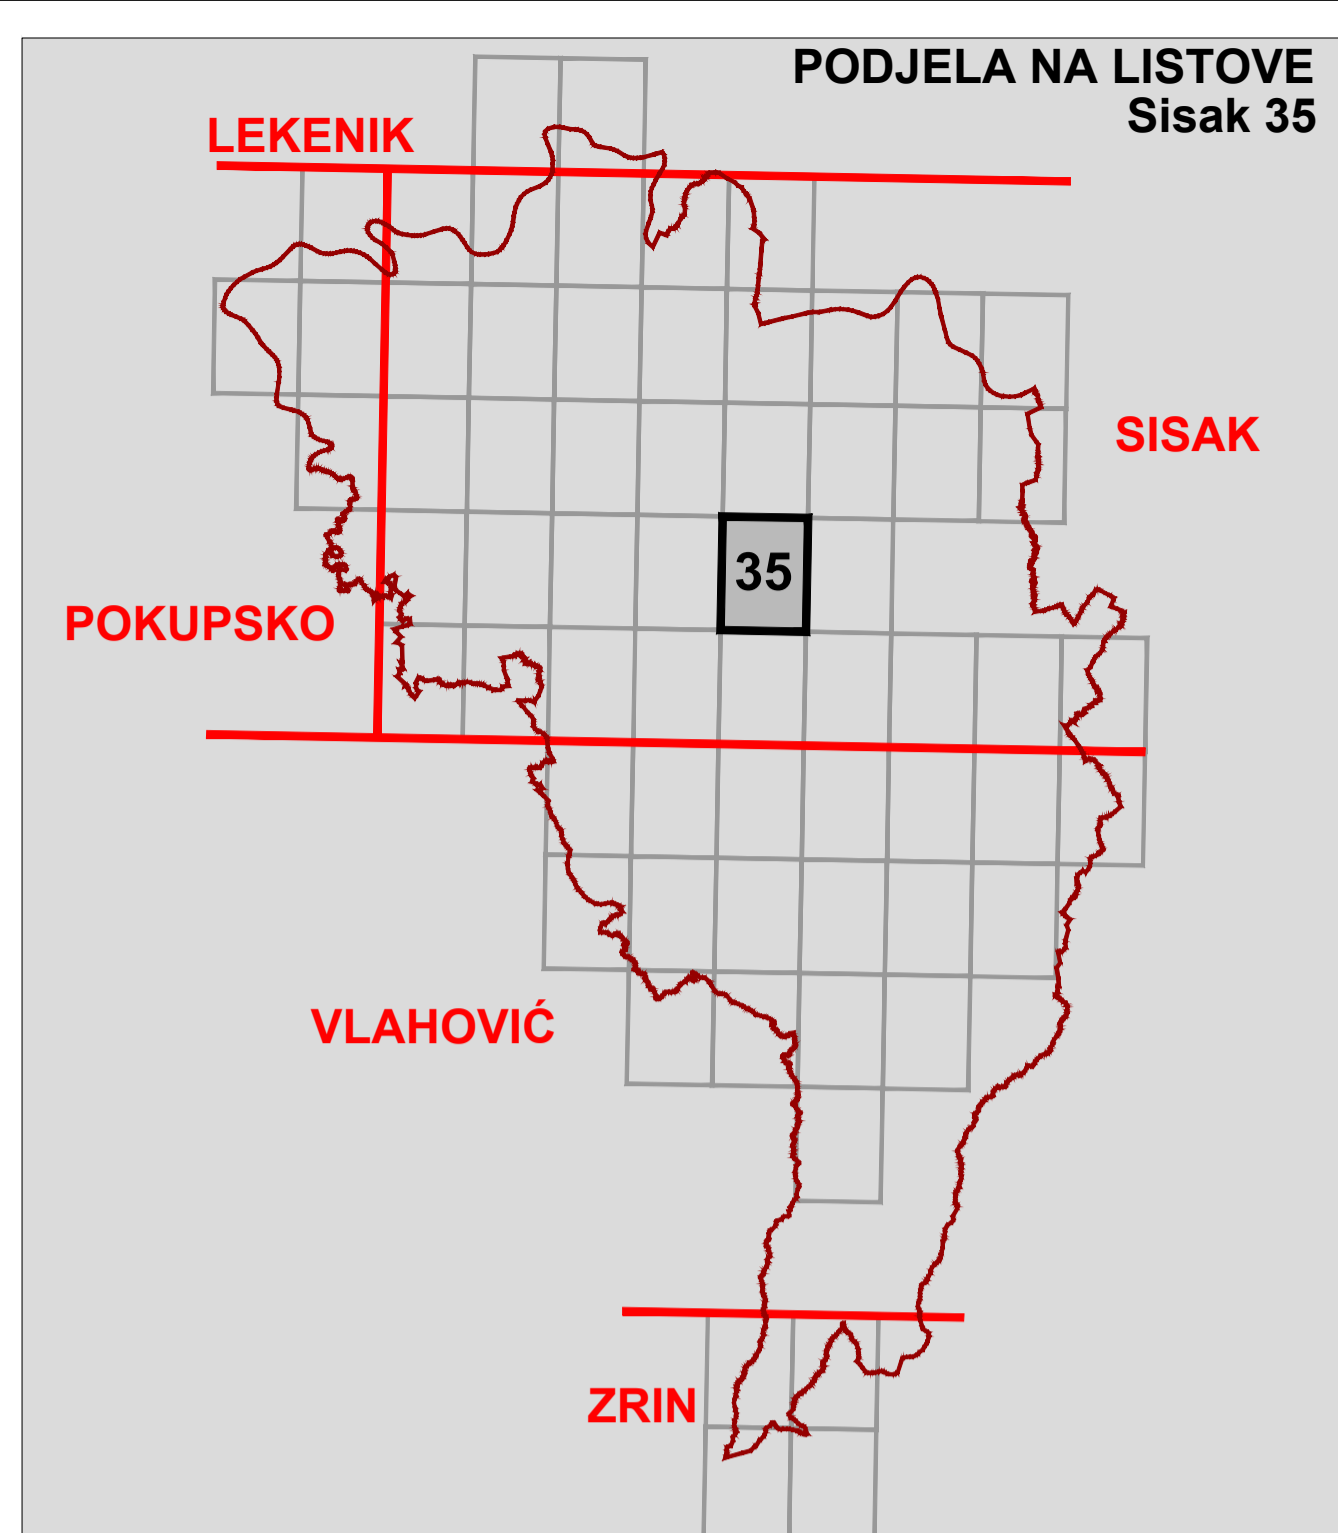 PODJELA NA LISTOVE
Sisak 35
LEKENIK
SISAK
35
POKUPSKO
VLAHOVIĆ
ZRIN